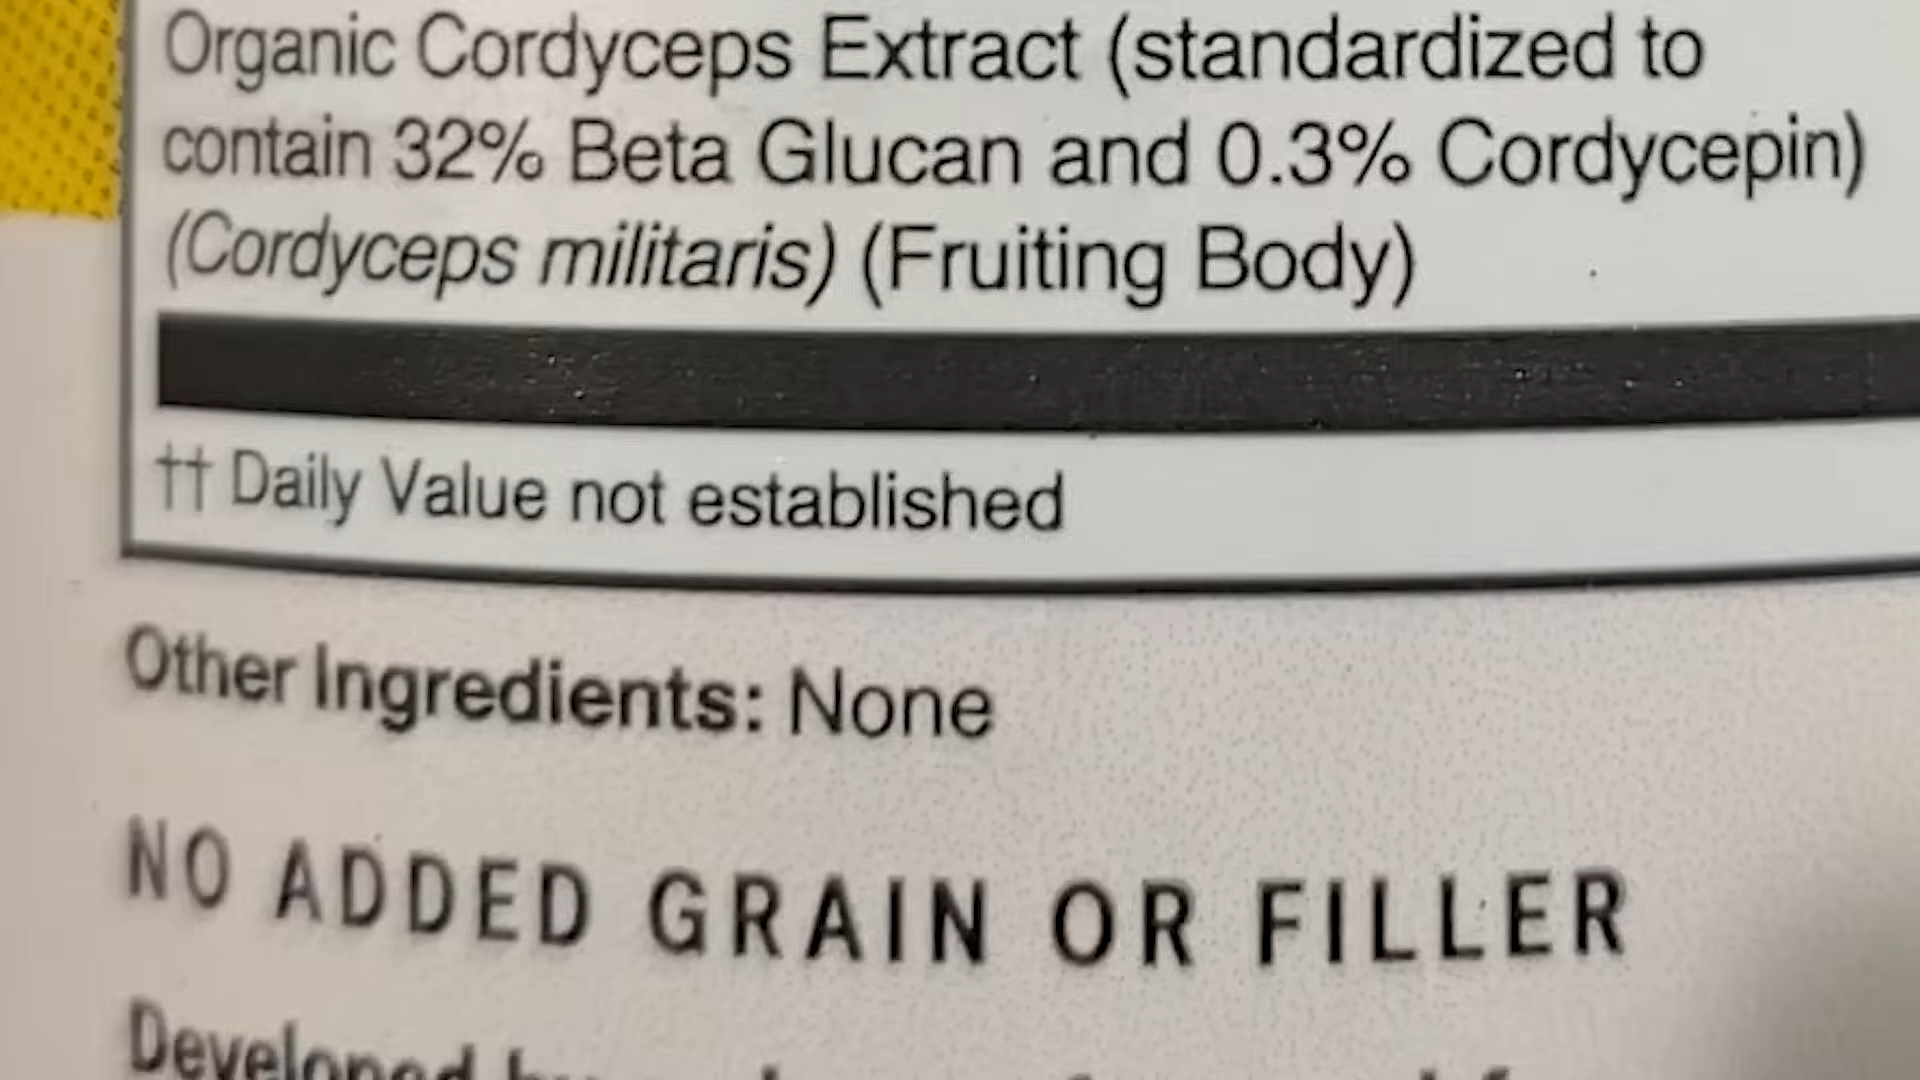 Organic Cordyceps Extract (standardized to
contain 32% Beta Glucan and 0.3% Cordycepin)
(Cordyceps militaris) (Fruiting Body)
†† Daily Value not established
Other Ingredients: None
NO ADDED GRAIN OR FILLER
Developed